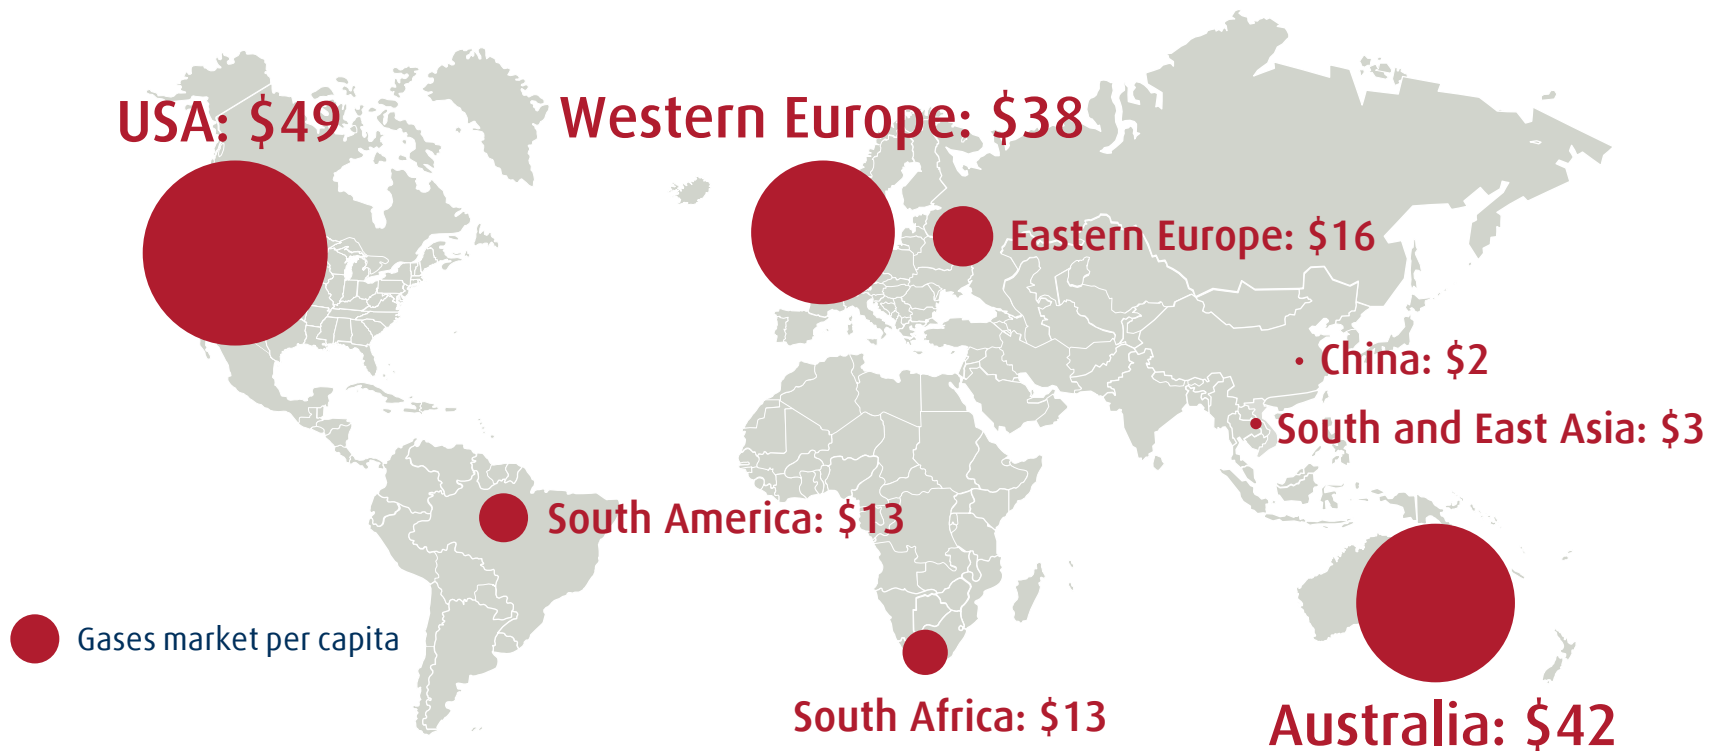 USA: $49
Western Europe: $38
Eastern Europe: $16
China: $2
South and East Asia: $3
South America: $13
Gases market per capita
South Africa: $13
Australia: $42